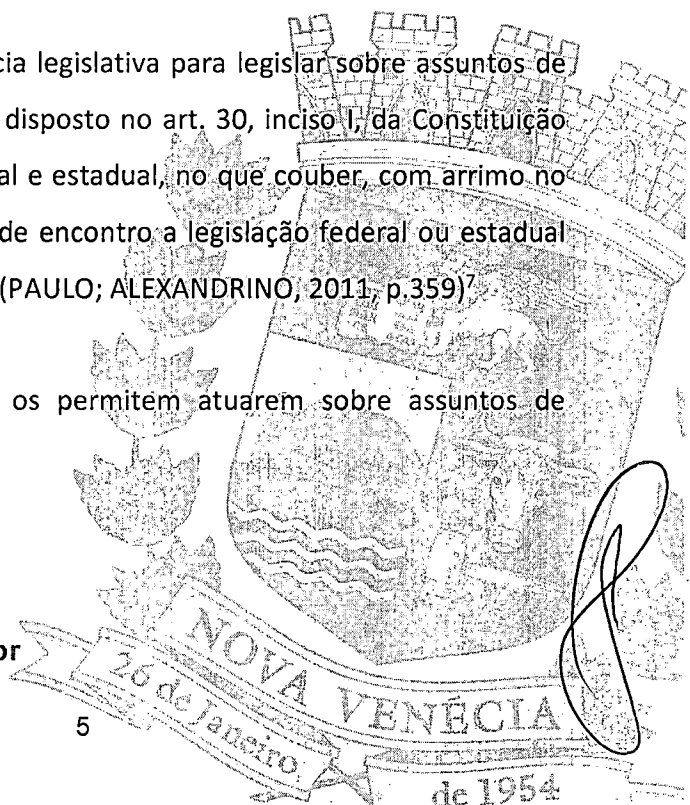 cia legislativa para legislar sobre assuntos de
disposto no art. 30, inciso I, da Constituição
al e estadual, no que couber, com arrimo no
de encontro a legislação federal ou estadual
(PAULO; ALEXANDRINO, 2011, p.359)7
os permitem atuarem sobre assuntos de
or
5
NOVA VENÉCIA
26 de Janeiro
de 1954